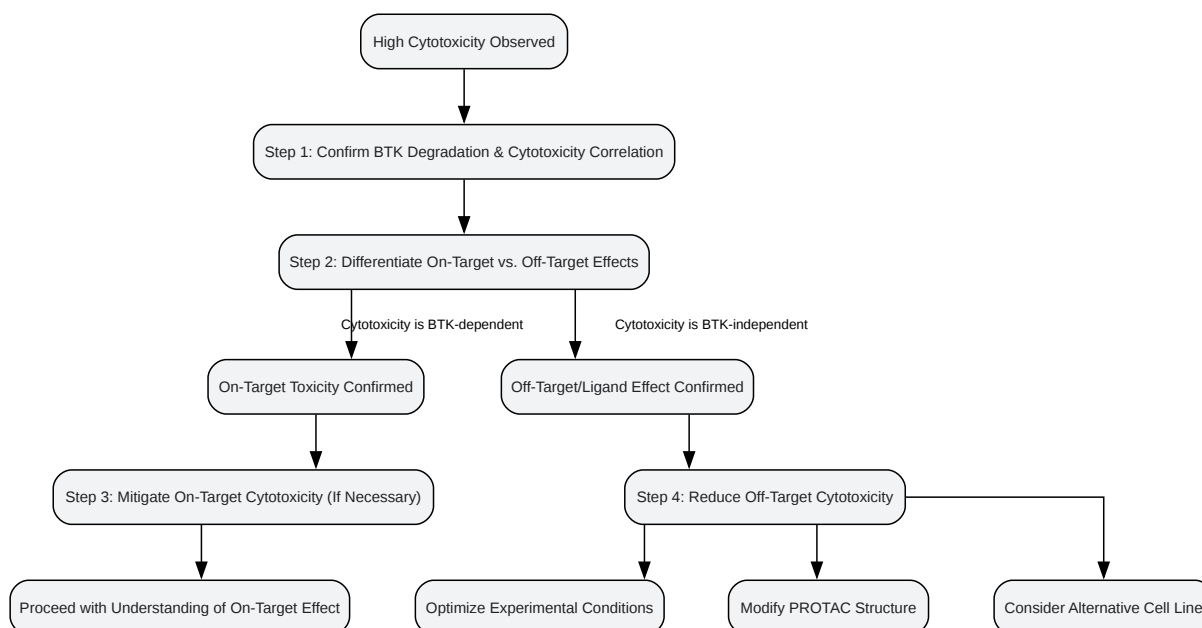 High Cytotoxicity Observed
Step 1: Confirm BTK Degradation & Cytotoxicity Correlation
Step 2: Differentiate On-Target vs. Off-Target Effects
Cytotoxicity is BTK-dependent
Cytotoxicity is BTK-independent
On-Target Toxicity Confirmed
Off-Target/Ligand Effect Confirmed
Step 3: Mitigate On-Target Cytotoxicity (If Necessary)
Step 4: Reduce Off-Target Cytotoxicity
Proceed with Understanding of On-Target Effect
Optimize Experimental Conditions
Modify PROTAC Structure
Consider Alternative Cell Line